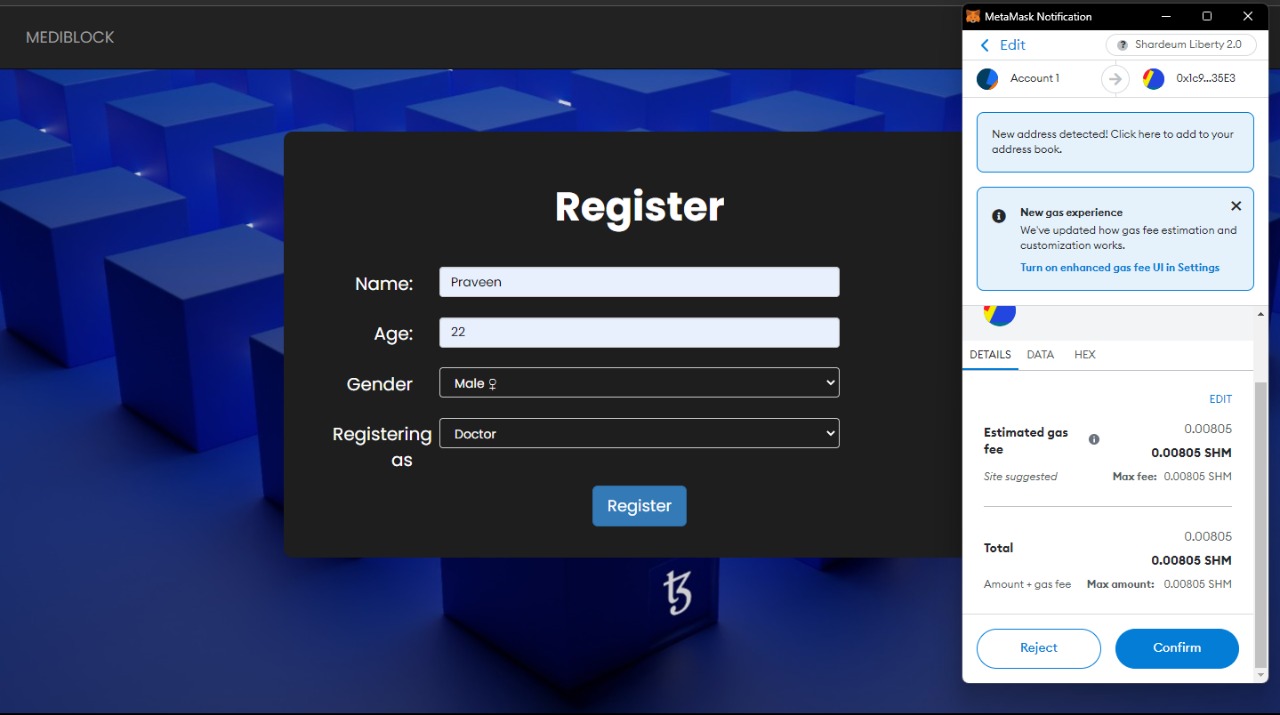 MEDIBLOCK
Register
Name:
Praveen
Age:
22
Gender
Male ♀
Registering
as
Doctor
Register
MetaMask Notification
Edit
Shardeum Liberty 2.0
Account 1
0x1c9...35E3
New address detected! Click here to add to your
address book.
New gas experience
We've updated how gas fee estimation and
customization works.
Turn on enhanced gas fee UI in Settings
DETAILS DATA HEX
EDIT
Estimated gas
fee
0.00805
0.00805 SHM
Site suggested
Max fee: 0.00805 SHM
Total
0.00805
0.00805 SHM
Amount + gas fee
Max amount: 0.00805 SHM
Reject
Confirm